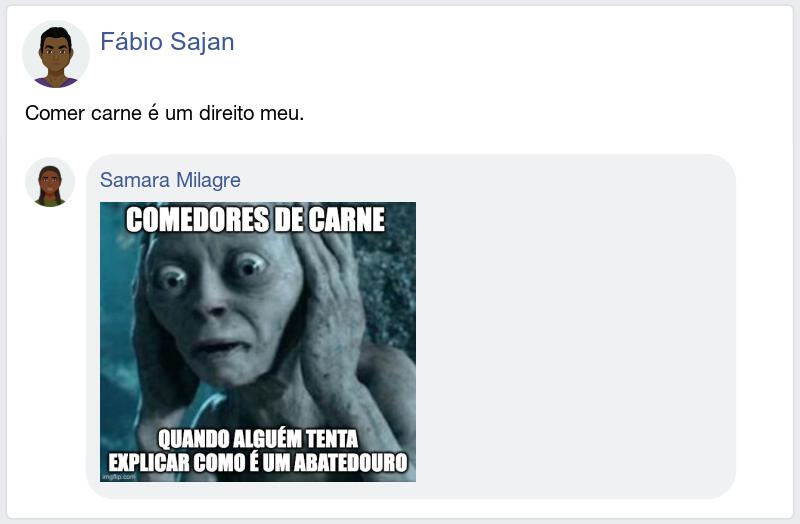 Fábio Sajan
Comer carne é um direito meu.
Samara Milagre
COMEDORES DE CARNE
QUANDO ALGUÉM TENTA
EXPLICAR COMO É UM ABATEDOURO
imgflip.com